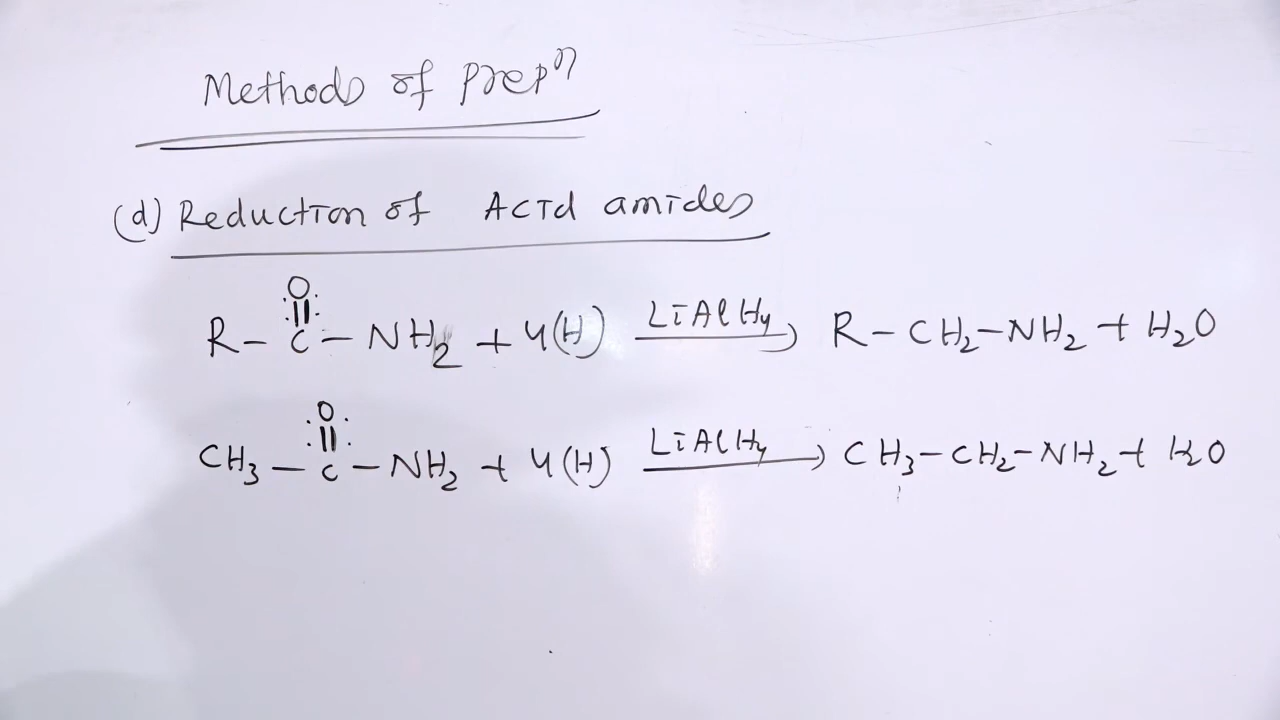 Methods of prepⁿ
(d) Reduction of Acid amides
O
R – C – NH₂ + 4(H) LiAlH₄ → R – CH₂ – NH₂ + H₂O
O
CH₃ – C – NH₂ + 4(H) LiAlH₄ → CH₃ – CH₂ – NH₂ + H₂O